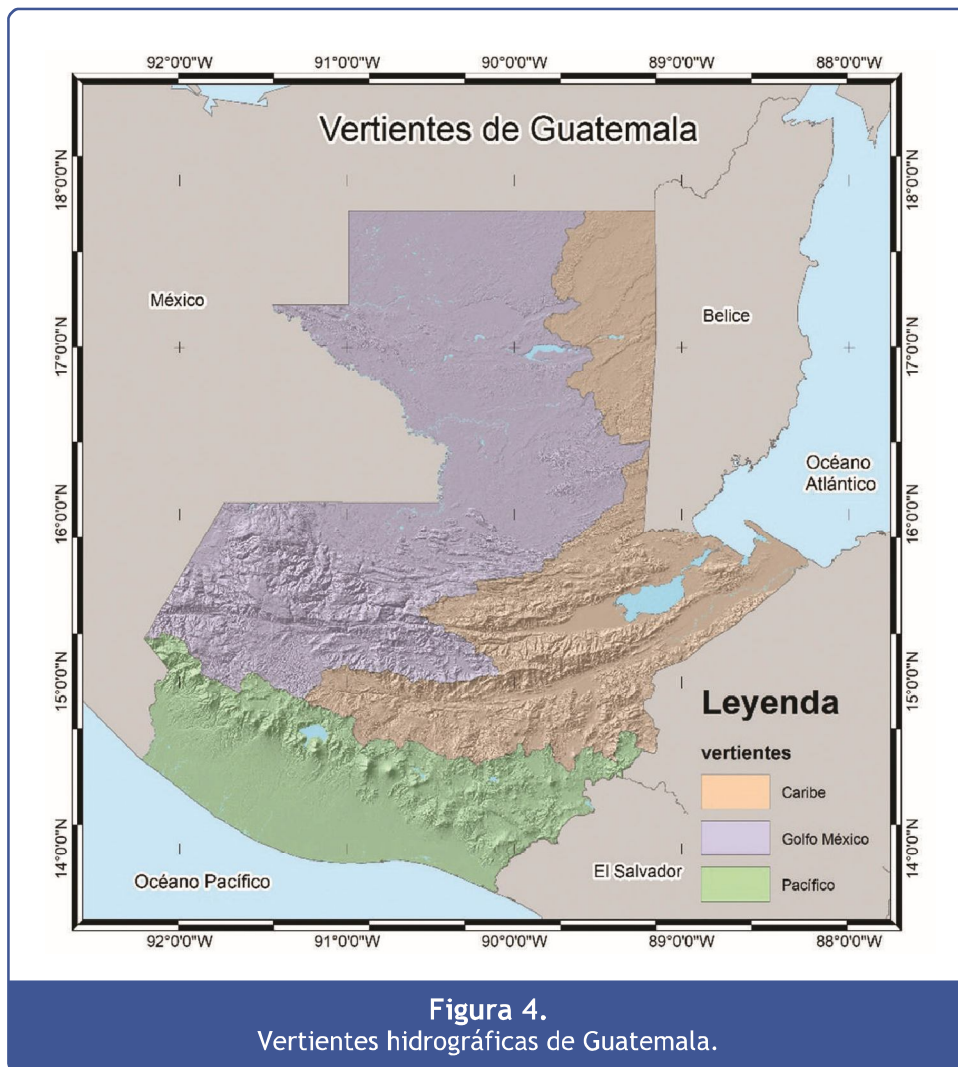 92°0'0"W 91°0'0"W 90°0'0"W 89°0'0"W 88°0'0"W
Vertientes de Guatemala
18°0'0"N 18°0'0"N
México
Belice
17°0'0"N 17°0'0"N
Océano
Atlántico
16°0'0"N 16°0'0"N
15°0'0"N 15°0'0"N
Leyenda
vertientes
Caribe
Golfo México
Pacífico
14°0'0"N 14°0'0"N
El Salvador
Océano Pacífico
92°0'0"W 91°0'0"W 90°0'0"W 89°0'0"W 88°0'0"W
Figura 4.
Vertientes hidrográficas de Guatemala.